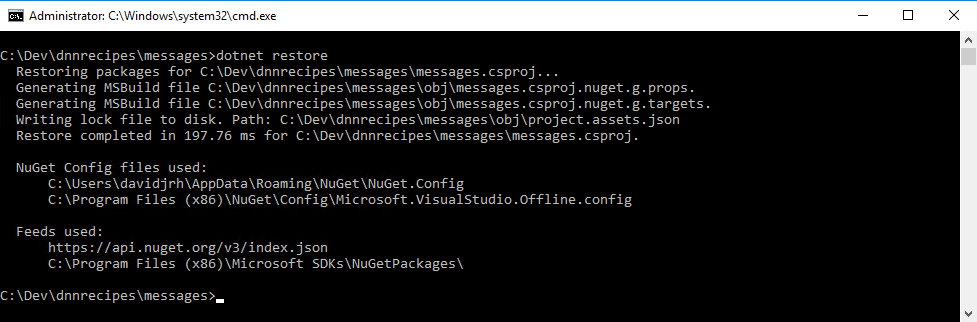 Administrator: C:\Windows\system32\cmd.exe
C:\Dev\dnnrecipes\messages>dotnet restore
Restoring packages for C:\Dev\dnnrecipes\messages\messages.csproj...
Generating MSBuild file C:\Dev\dnnrecipes\messages\obj\messages.csproj.nuget.g.props.
Generating MSBuild file C:\Dev\dnnrecipes\messages\obj\messages.csproj.nuget.g.targets.
Writing lock file to disk. Path: C:\Dev\dnnrecipes\messages\obj\project.assets.json
Restore completed in 197.76 ms for C:\Dev\dnnrecipes\messages\messages.csproj.
NuGet Config files used:
C:\Users\davidjrh\AppData\Roaming\NuGet\NuGet.Config
C:\Program Files (x86)\NuGet\Config\Microsoft.VisualStudio.Offline.config
Feeds used:
https://api.nuget.org/v3/index.json
C:\Program Files (x86)\Microsoft SDKs\NuGetPackages\
C:\Dev\dnnrecipes\messages>